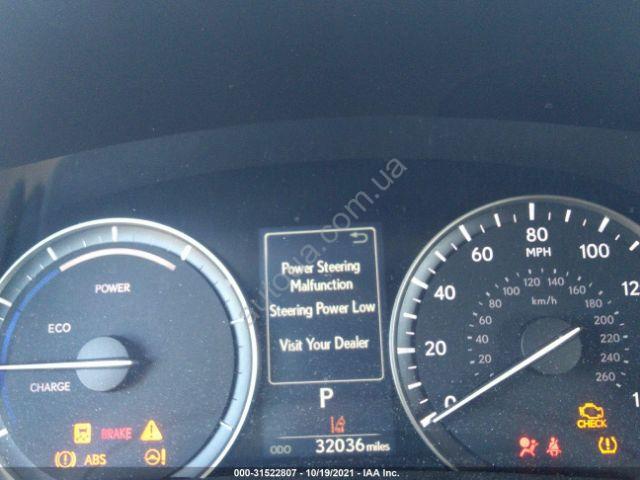 Power Steering
Malfunction
Steering Power Low
Visit Your Dealer
P
ODO 32036 miles
POWER
ECO
CHARGE
BRAKE
ABS
0
20
40
60
80
100
MPH
km/h
20
40
60
80
100
120
140
160
180
200
220
240
260
CHECK
autoua.com.ua
000-31522807 - 10/19/2021 - IAA Inc.